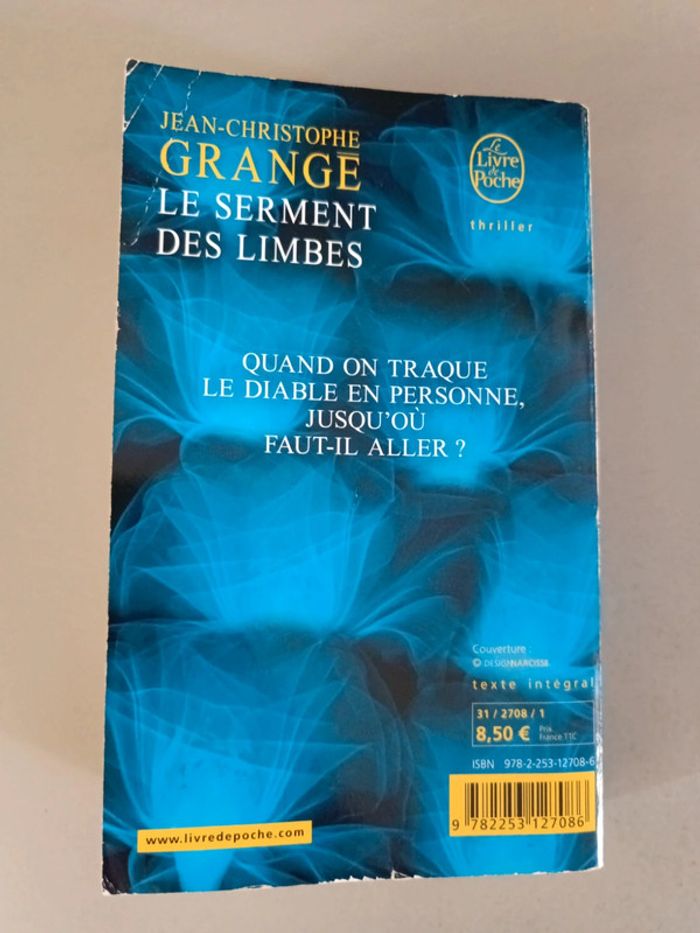 JEAN-CHRISTOPHE
GRANGÉ
LE SERMENT
DES LIMBES
Le
Livre
de
Poche
thriller
QUAND ON TRAQUE
LE DIABLE EN PERSONNE,
JUSQU'OÙ
FAUT-IL ALLER ?
Couverture :
© DESIGNNARCISSE
texte intégral
31 / 2708 / 1
8,50 € Prix
France TTC
ISBN 978-2-253-12708-6
9 782253 127086
www.livredepoche.com